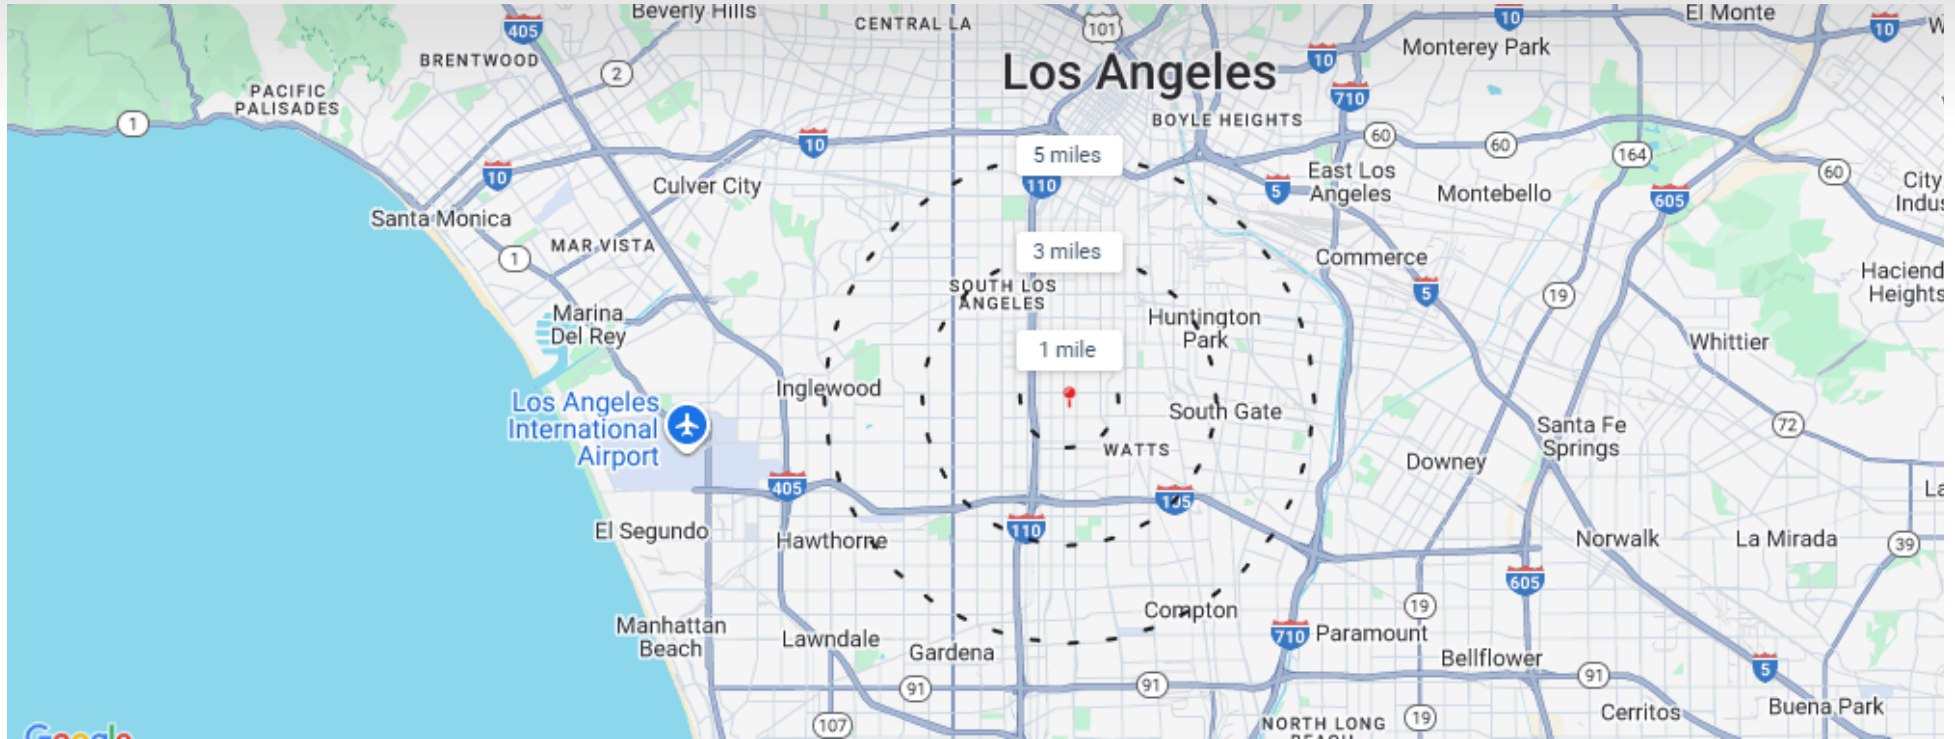 Beverly Hills
CENTRAL LA
101
10
El Monte
10
405
BRENTWOOD
2
Los Angeles
10
Monterey Park
710
PACIFIC
PALISADES
1
10
BOYLE HEIGHTS
60
60
164
60
5 miles
10
Culver City
110
5
East Los
Angeles
Montebello
605
City
Santa Monica
MAR VISTA
1
3 miles
Commerce
SOUTH LOS
ANGELES
5
19
Marina
Del Rey
Huntington
Park
Whittier
1 mile
Inglewood
Los Angeles
International
Airport
South Gate
WATTS
Santa Fe
Springs
72
Downey
405
105
110
El Segundo
Hawthorne
Norwalk
La Mirada
39
605
Manhattan
Beach
Lawndale
Gardena
Compton
19
710
Paramount
Bellflower
91
91
91
5
107
NORTH LONG
BEACH
19
Cerritos
Buena Park
Google
Heights